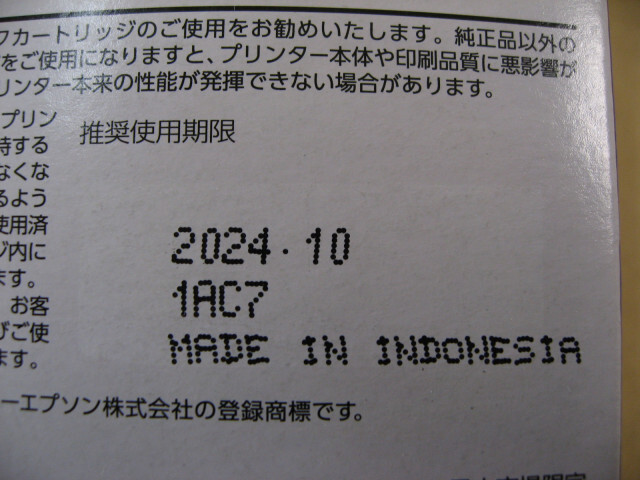 フカートリッジのご使用をお勧めいたします。純正品以外の
をご使用になりますと、プリンター本体や印刷品質に悪影響が
リンター本来の性能が発揮できない場合があります。
プリン
持する
なくな
るよう
使用済
ジ内に
ます。
お客
びご使
ます。
推奨使用期限
2024.10
1AC7
MADE IN INDONESIA
ーエプソン株式会社の登録商標です。